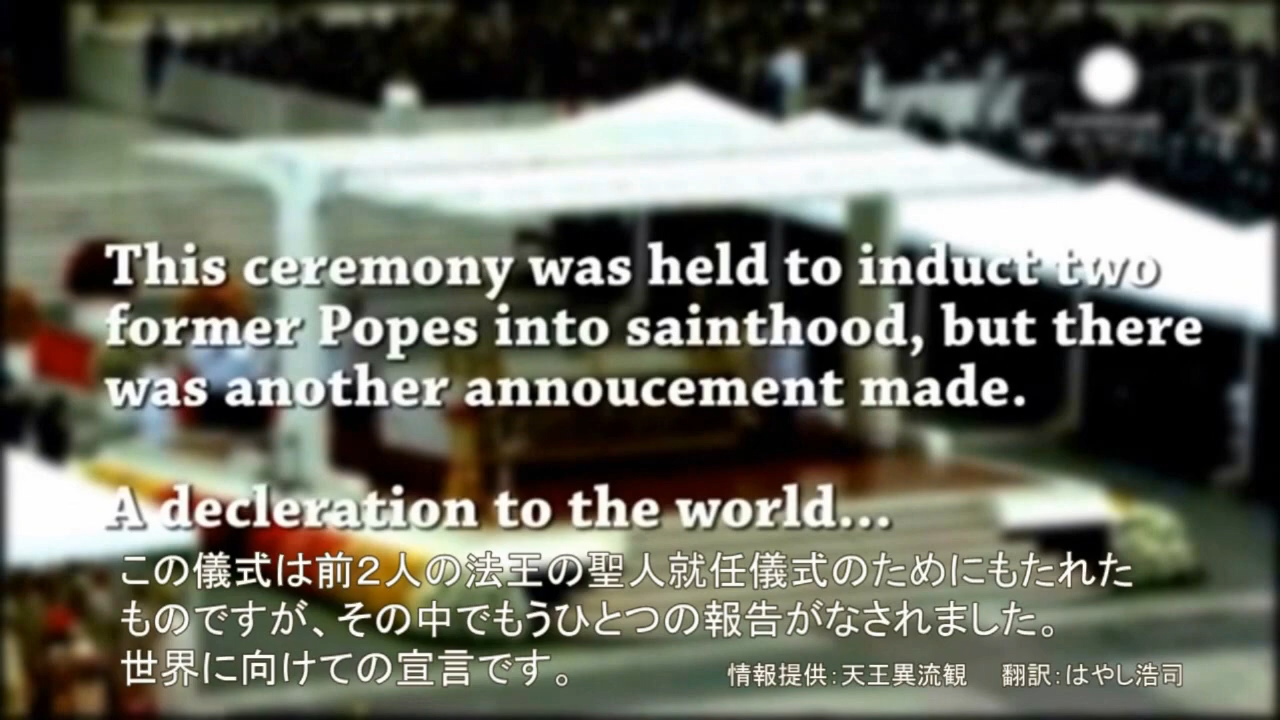 This ceremony was held to induct two
former Popes into sainthood, but there
was another annoucement made.
A decleration to the world...
この儀式は前２人の法王の聖人就任儀式のためにもたれた
ものですが、その中でもうひとつの報告がなされました。
世界に向けての宣言です。
情報提供：天王異流観　翻訳：はやし浩司